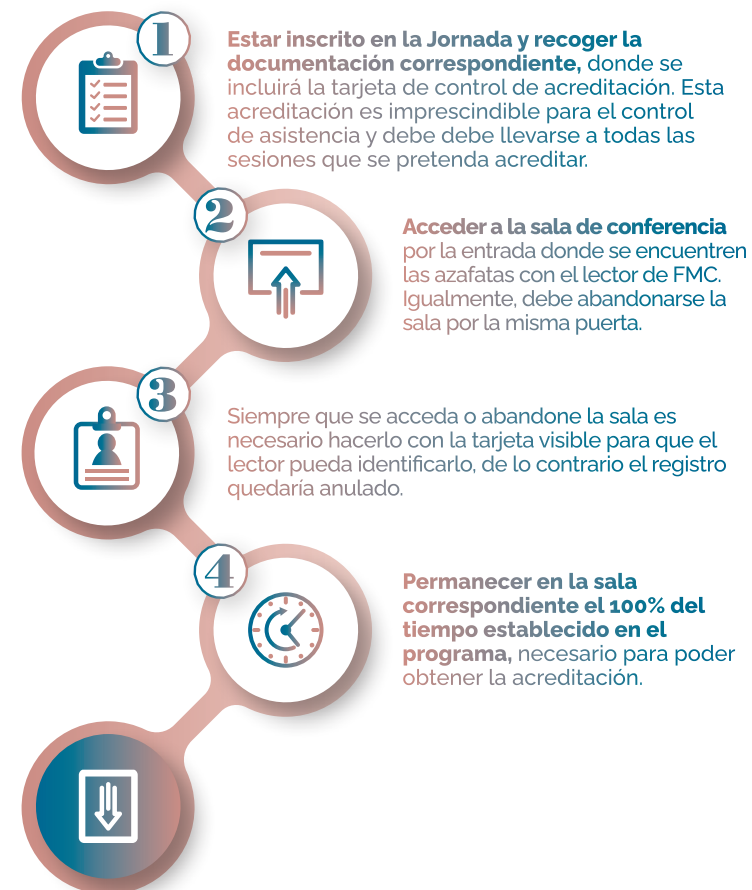 1
Estar inscrito en la Jornada y recoger la
documentación correspondiente, donde se
incluirá la tarjeta de control de acreditación. Esta
acreditación es imprescindible para el control
de asistencia y debe debe llevarse a todas las
sesiones que se pretenda acreditar.
2
Acceder a la sala de conferencia
por la entrada donde se encuentren
las azafatas con el lector de FMC.
Igualmente, debe abandonarse la
sala por la misma puerta.
3
Siempre que se acceda o abandone la sala es
necesario hacerlo con la tarjeta visible para que el
lector pueda identificarlo, de lo contrario el registro
quedaría anulado.
4
Permanecer en la sala
correspondiente el 100% del
tiempo establecido en el
programa, necesario para poder
obtener la acreditación.